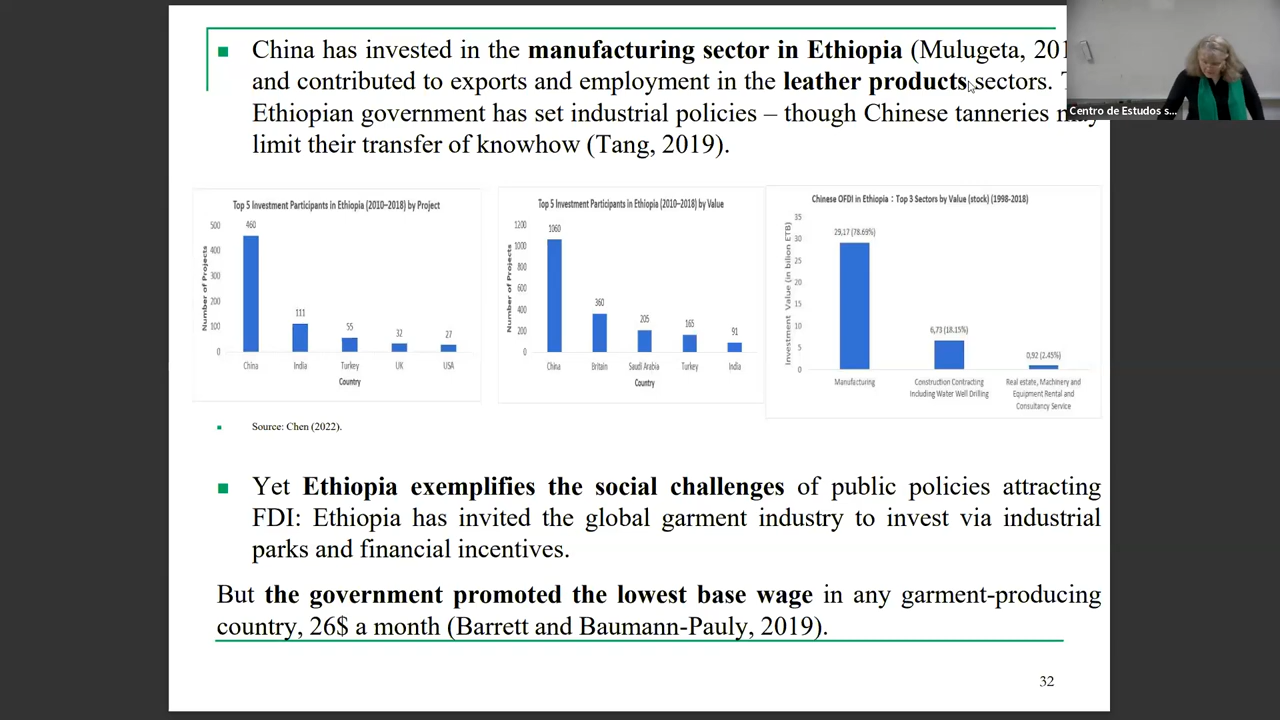 China has invested in the manufacturing sector in Ethiopia (Mulugeta,
and contributed to exports and employment in the leather products sectors.
Ethiopian government has set industrial policies – though Chinese tanneries
limit their transfer of knowhow (Tang, 2019).
Centro de Estudos s...
Top 5 Investment Participants in Ethiopia (2010–2018) by Project
Number of Projects
500
400
300
200
100
0
460
111
55
32
27
China
India
Turkey
UK
USA
Country
Top 5 Investment Participants in Ethiopia (2010–2018) by Value
Number of Projects
1200
1000
800
600
400
200
0
1060
360
205
165
91
China
Britain
Saudi Arabia
Turkey
India
Country
Chinese OFDI in Ethiopia : Top 3 Sectors by Value (stock) (1998-2018)
Investment Value (in bilion ETB)
35
30
25
20
15
10
5
0
29,17 (78.69%)
6,73 (18.15%)
0,92 (2.45%)
Manufacturing
Construction Contracting
Including Water Well Drilling
Real estate, Machinery and
Equipment Rental and
Consultancy Service
Source: Chen (2022).
Yet Ethiopia exemplifies the social challenges of public policies attracting
FDI: Ethiopia has invited the global garment industry to invest via industrial
parks and financial incentives.
But the government promoted the lowest base wage in any garment-producing
country, 26$ a month (Barrett and Baumann-Pauly, 2019).
32